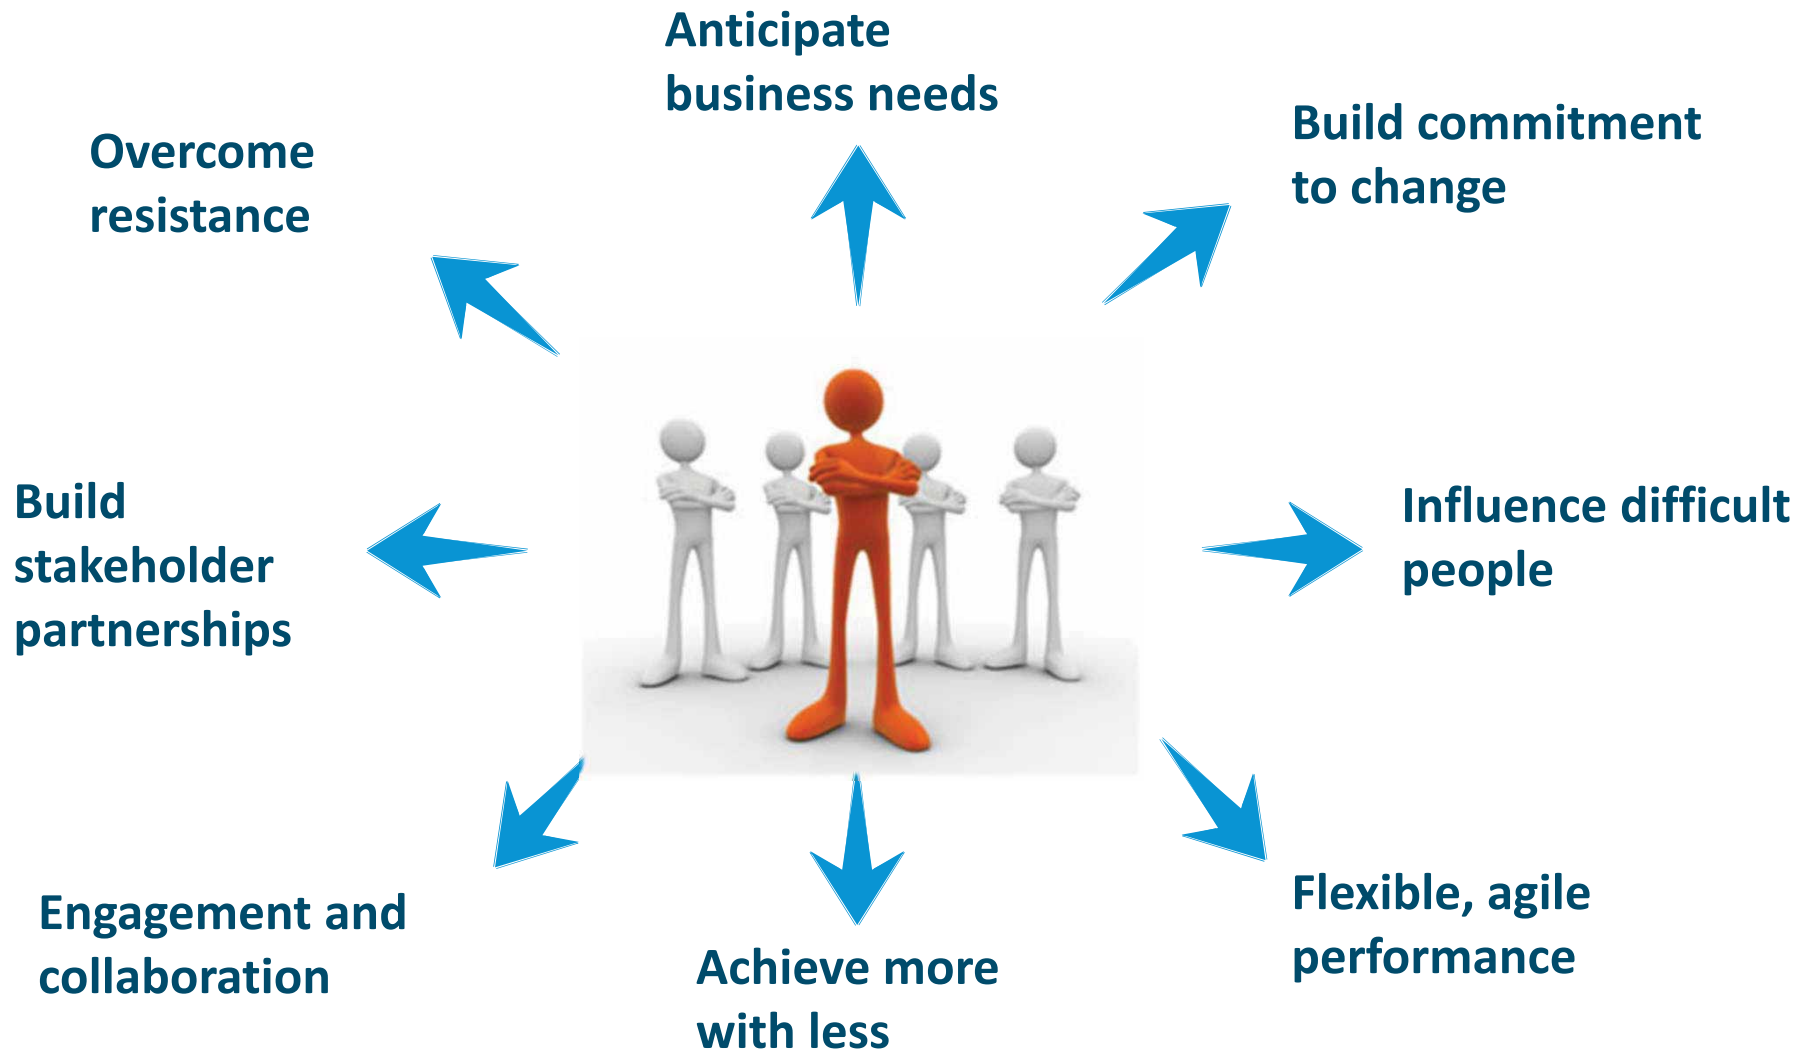 Anticipate
business needs
Build commitment
to change
Overcome
resistance
Build
stakeholder
partnerships
Influence difficult
people
Engagement and
collaboration
Flexible, agile
performance
Achieve more
with less